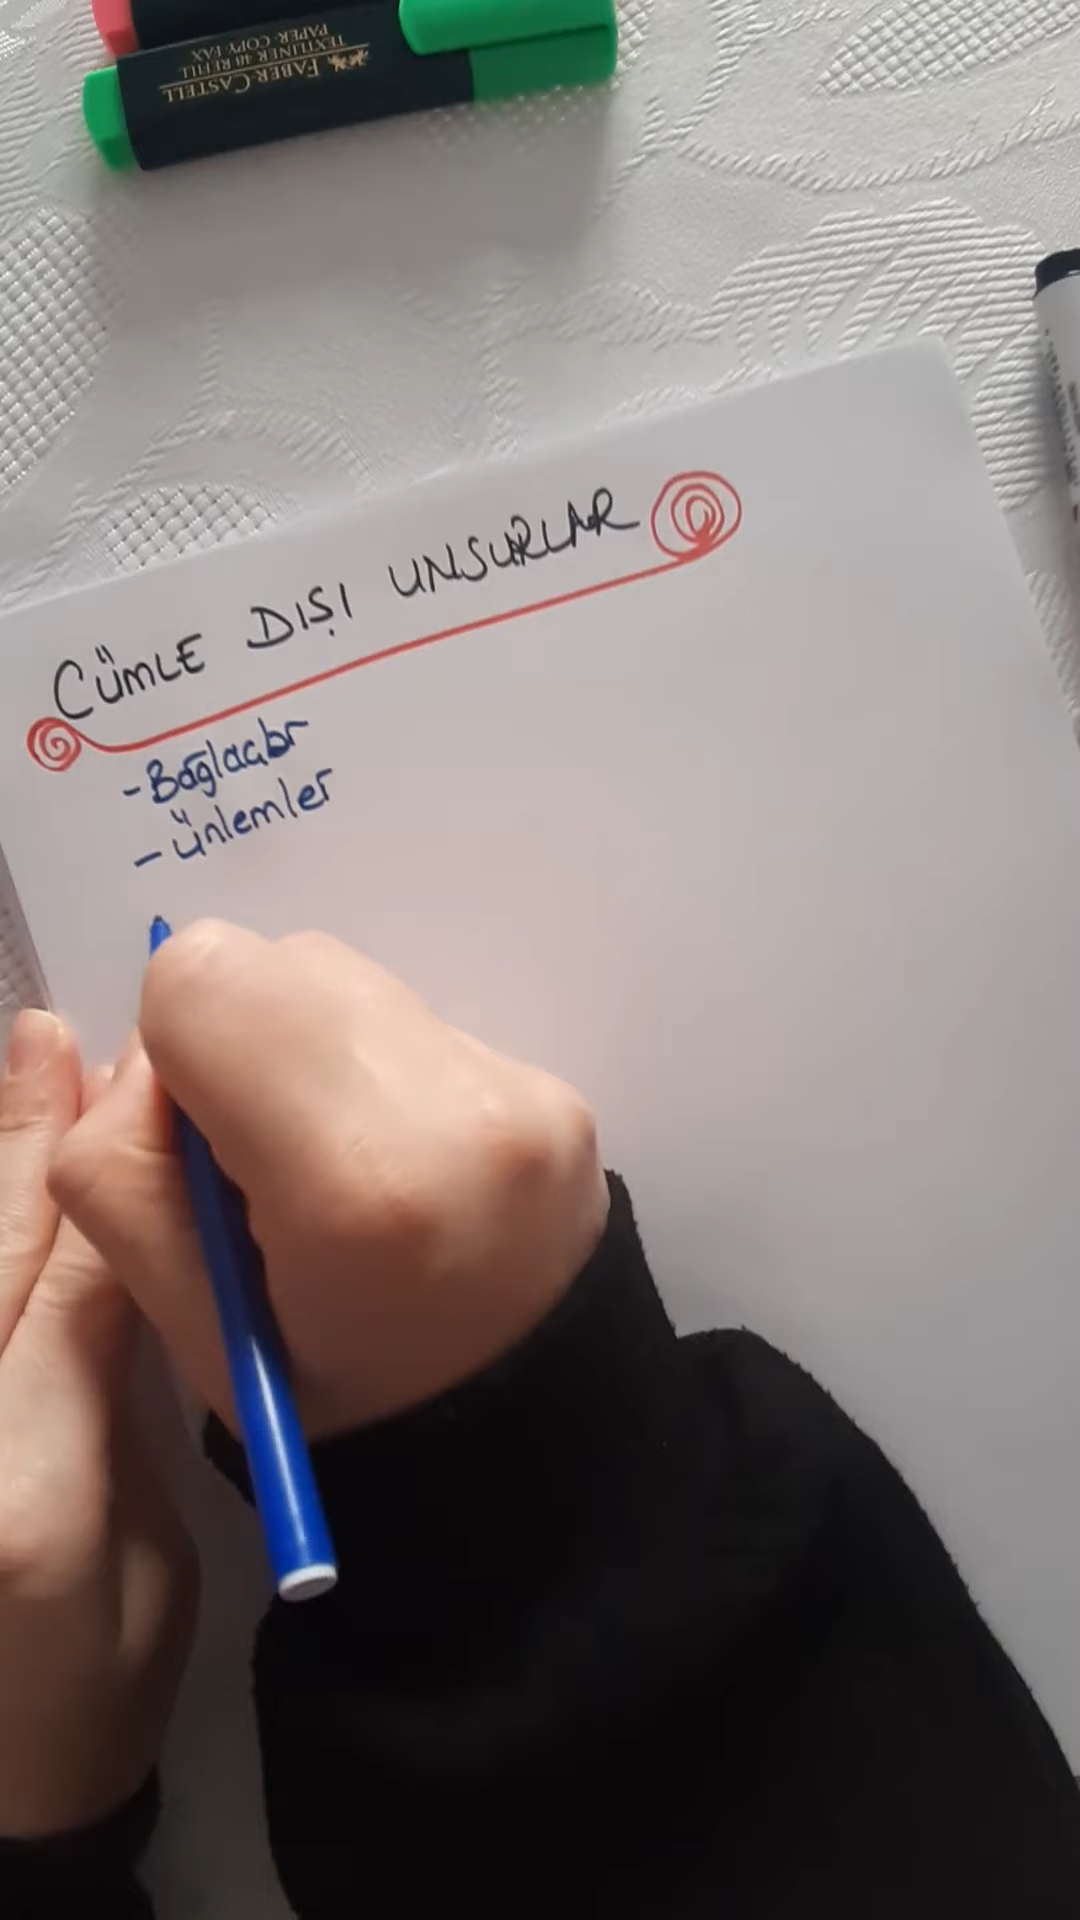 FABER-CASTELL
TEXTLINER 48 REFILL
PAPER·COPY·FAX
CÜMLE DIŞI UNSURLAR
-Bağlaçlar
-ünlemler